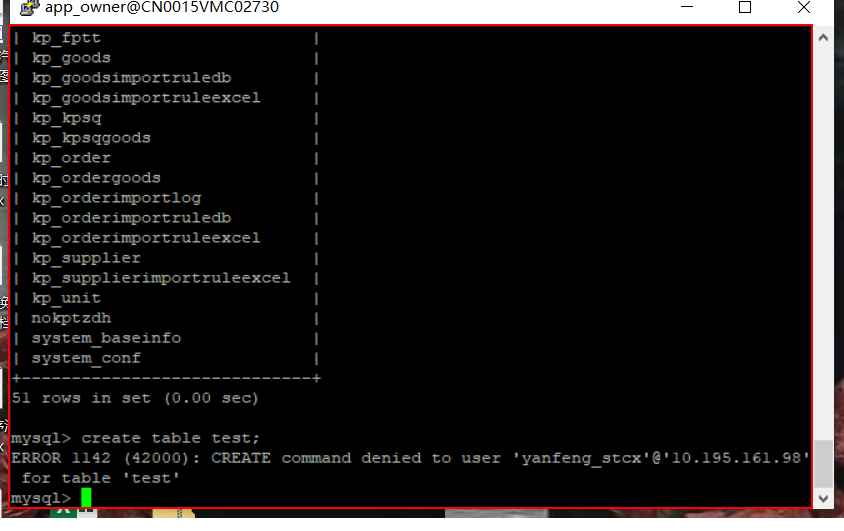 app_owner@CN0015VMC02730
| kp_fptt |
| kp_goods |
| kp_goodsimportruledb |
| kp_goodsimportruleexcel |
| kp_kpsq |
| kp_kpsqgoods |
| kp_order |
| kp_ordergoods |
| kp_orderimportlog |
| kp_orderimportruledb |
| kp_orderimportruleexcel |
| kp_supplier |
| kp_supplierimportruleexcel |
| kp_unit |
| nokptzdh |
| system_baseinfo |
| system_conf |
+-----------------------------+
51 rows in set (0.00 sec)
mysql> create table test;
ERROR 1142 (42000): CREATE command denied to user 'yanfeng_stcx'@'10.195.161.98'
for table 'test'
mysql>